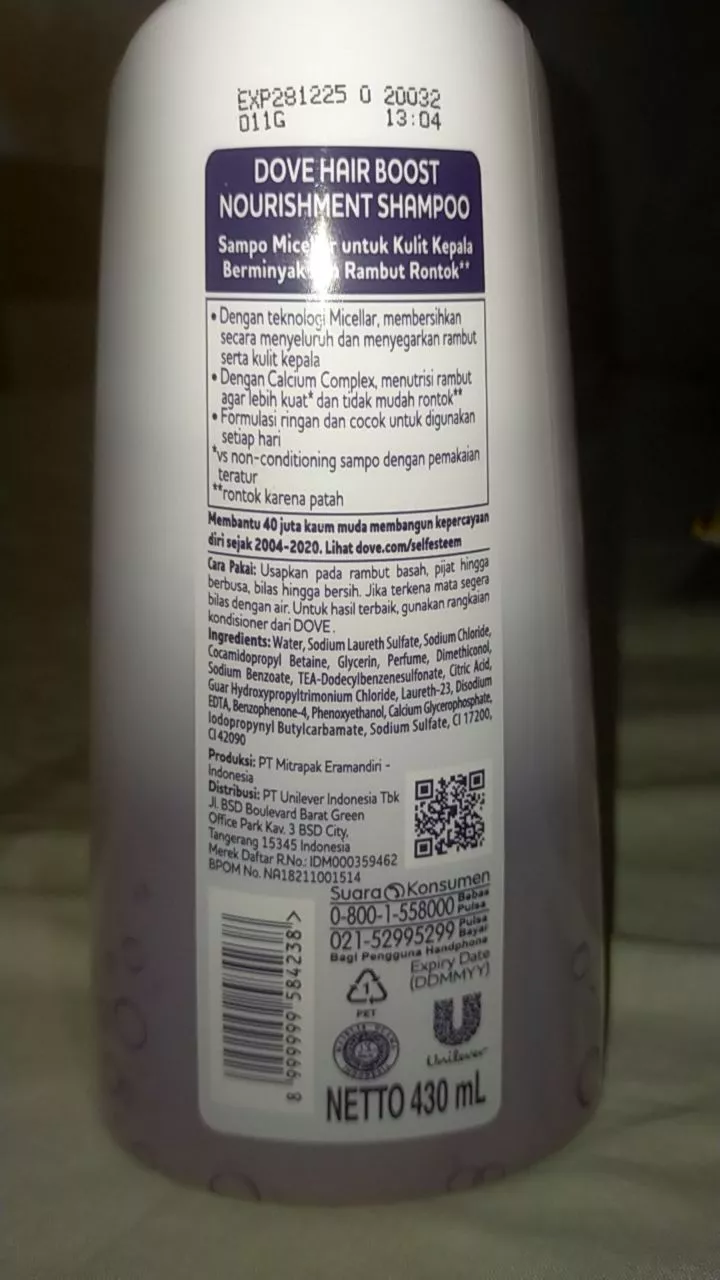 EXP281225 0 20032
011G 13:04
DOVE HAIR BOOST
NOURISHMENT SHAMPOO
Sampo untuk Kulit Kepala
Berminyak Rambut Rontok**
• Dengan teknologi Micellar, membersihkan
secara menyeluruh dan menyegarkan rambut
serta kulit kepala
• Dengan Calcium Complex, menutrisi rambut
agar lebih kuat* dan tidak mudah rontok**
• Formulasi ringan dan cocok untuk digunakan
setiap hari
*vs non-conditioning sampo dengan pemakaian
teratur
**rontok karena patah
Membantu 40 juta kaum muda membangun kepercayaan
diri sejak 2004-2020. Lihat dove.com/selfesteem
Cara Pakai: Usapkan pada rambut basah, pijat hingga
berbusa, bilas hingga bersih. Jika terkena mata segera
bilas dengan air. Untuk hasil terbaik, gunakan rangkaian
kondisioner dari DOVE.
Ingredients: Water, Sodium Laureth Sulfate, Sodium Chloride,
Cocamidopropyl Betaine, Glycerin, Perfume, Dimethiconol,
Sodium Benzoate, TEA-Dodecylbenzenesulfonate, Citric Acid,
Guar Hydroxypropyltrimonium Chloride, Laureth-23, Disodium
EDTA, Benzophenone-4, Phenoxyethanol, Calcium Glycerophosphate,
Iodopropynyl Butylcarbamate, Sodium Sulfate, CI 17200,
CI 42090
Produksi: PT Mitrapak Eramandiri -
Indonesia
Distribusi: PT Unilever Indonesia Tbk
Jl. BSD Boulevard Barat Green
Office Park Kav. 3 BSD City,
Tangerang 15345 Indonesia
Merek Daftar R.No.: IDM000359462
BPOM No. NA18211001514
Suara Konsumen
0-800-1-558000 Bebas Pulsa
021-52995299 Pulsa Bayar
Bagi Pengguna Handphone
Expiry Date
(DDMMYY)
1
PET
Unilever
8 999999 584238 >
NETTO 430 mL